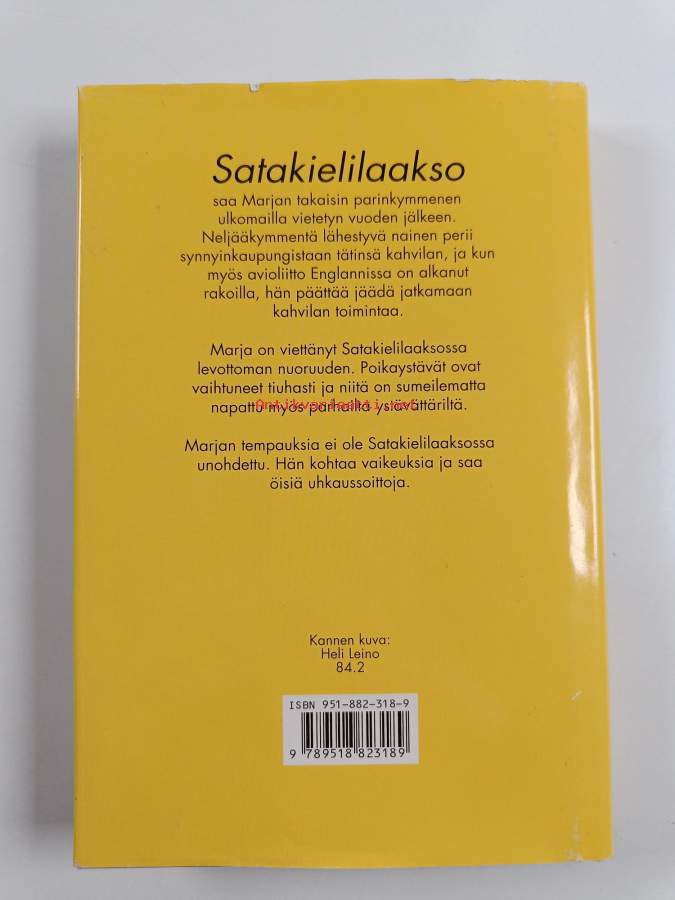 Satakielilaakso
saa Marjan takaisin parinkymmenen
ulkomailla vietetyn vuoden jälkeen.
Neljääkymmentä lähestyvä nainen perii
synnyinkaupungistaan tätinsä kahvilan, ja kun
myös avioliitto Englannissa on alkanut
rakoilla, hän päättää jäädä jatkamaan
kahvilan toimintaa.
Marja on viettänyt Satakielilaaksossa
levottoman nuoruuden. Poikaystävät ovat
vaihtuneet tiuhasti ja niitä on sumeilematta
napattu myös parhailta ystävättäriltä.
Antikvariaatti.net
Marjan tempauksia ei ole Satakielilaaksossa
unohdettu. Hän kohtaa vaikeuksia ja saa
öisiä uhkaussoittoja.
Kannen kuva:
Heli Leino
84.2
ISBN 951-882-318-9
9 789518 823189